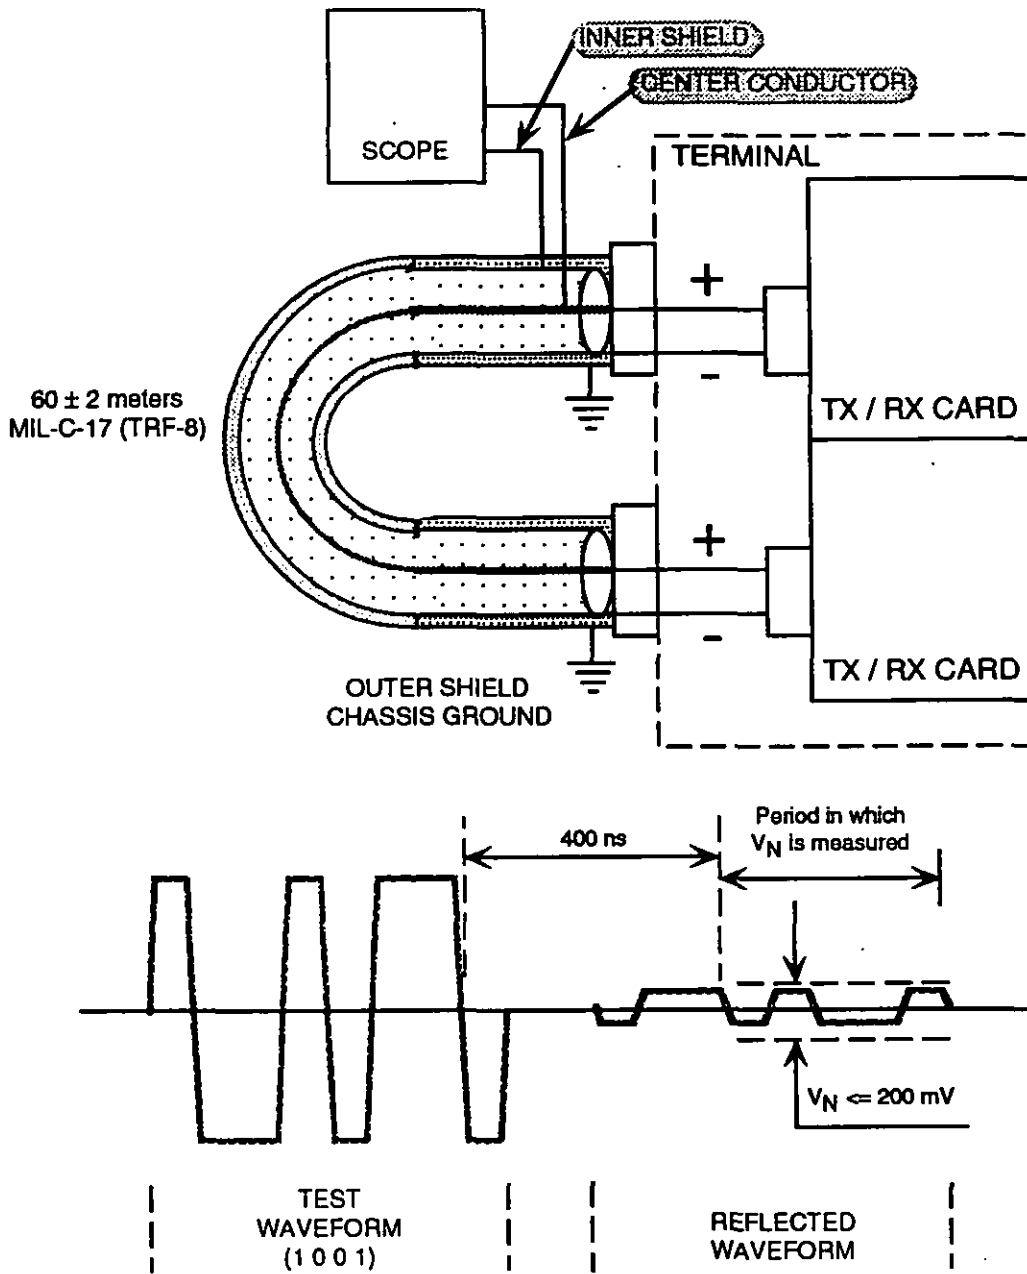 INNER SHIELD
CENTER CONDUCTOR
SCOPE
TERMINAL
+
-
TX / RX CARD
60 ± 2 meters
MIL-C-17 (TRF-8)
+
-
TX / RX CARD
OUTER SHIELD
CHASSIS GROUND
400 ns
Period in which
VN is measured
VN <= 200 mV
TEST
WAVEFORM
(1 0 0 1)
REFLECTED
WAVEFORM